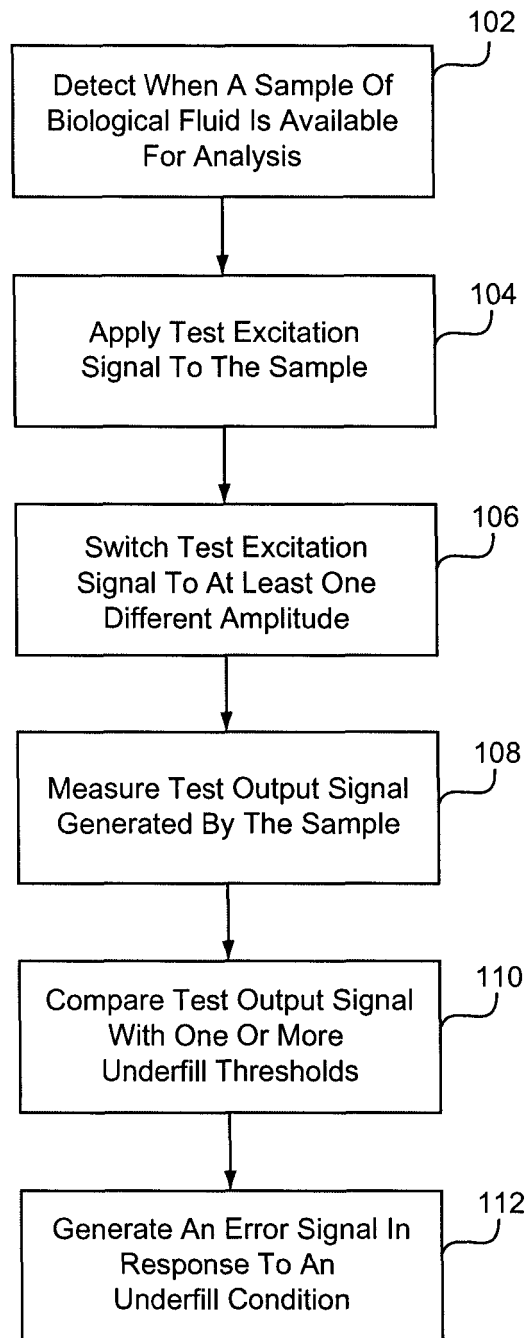 102
Detect When A Sample Of
Biological Fluid Is Available
For Analysis
104
Apply Test Excitation
Signal To The Sample
106
Switch Test Excitation
Signal To At Least One
Different Amplitude
108
Measure Test Output Signal
Generated By The Sample
110
Compare Test Output Signal
With One Or More
Underfill Thresholds
112
Generate An Error Signal In
Response To An
Underfill Condition